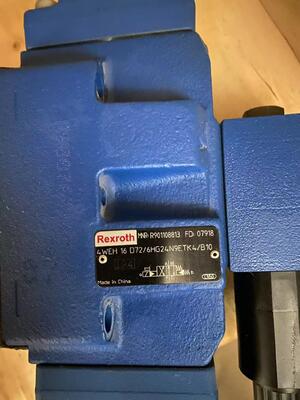 Rexroth MNR: R901108813 FD: 07918
4WEH 16 D72/6HG24N9ETK4/B10
Made in China